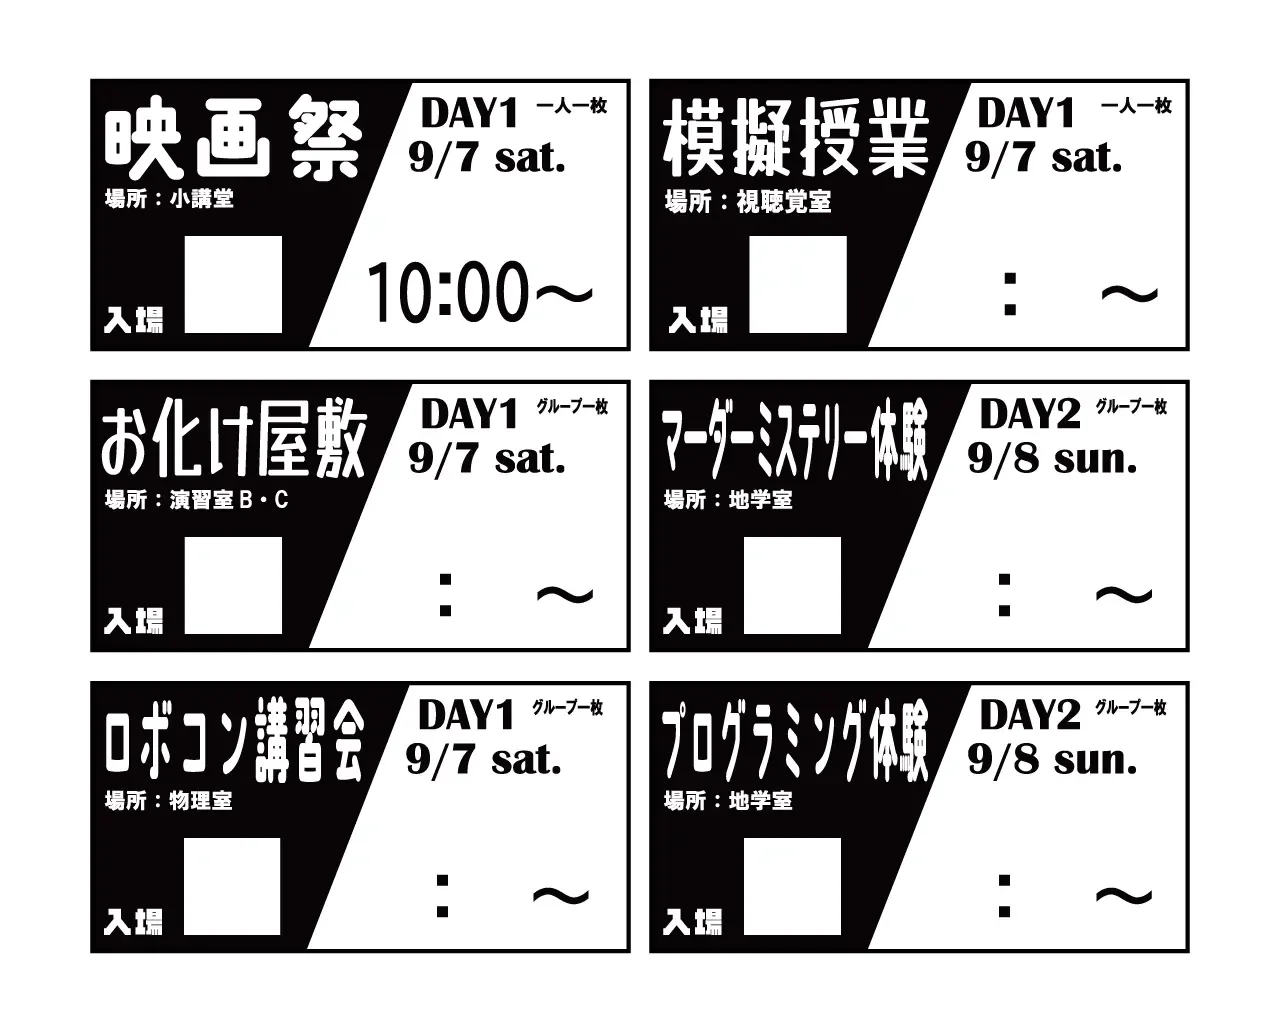 映画祭
場所：小講堂
入場
DAY1 一人一枚
9/7 sat.
10:00～
模擬授業
場所：視聴覚室
入場
DAY1 一人一枚
9/7 sat.
: ～
お化け屋敷
場所：演習室B・C
入場
DAY1 グループ一枚
9/7 sat.
: ～
マーダーミステリー体験
場所：地学室
入場
DAY2 グループ一枚
9/8 sun.
: ～
ロボコン講習会
場所：物理室
入場
DAY1 グループ一枚
9/7 sat.
: ～
プログラミング体験
場所：地学室
入場
DAY2 グループ一枚
9/8 sun.
: ～